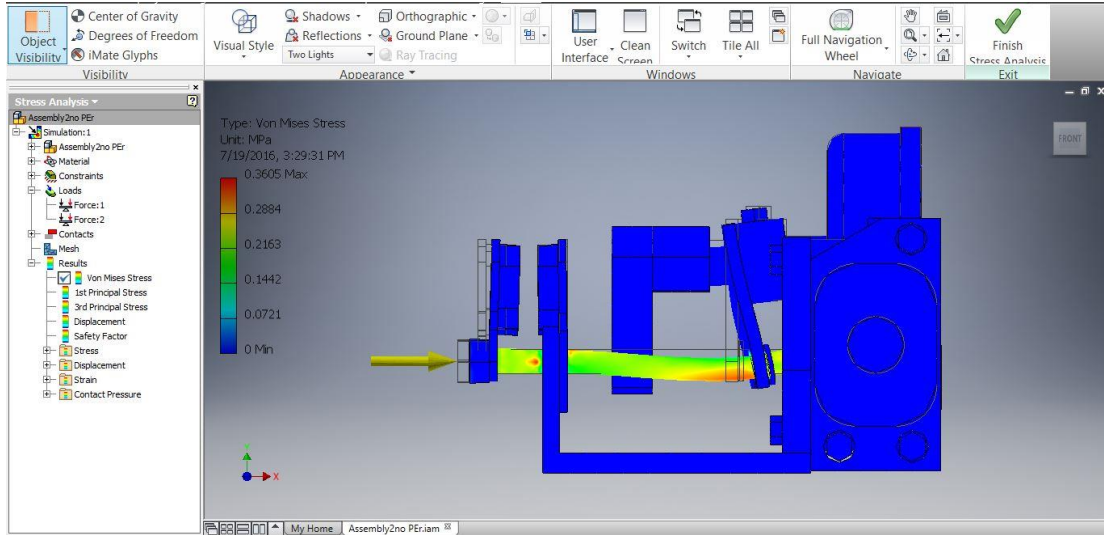 Object Visibility
Center of Gravity
Degrees of Freedom
iMate Glyphs
Visibility
Visual Style
Shadows
Reflections
Two Lights
Orthographic
Ground Plane
Ray Tracing
Appearance
User Interface
Clean Screen
Switch
Tile All
Windows
Full Navigation Wheel
Navigate
Finish
Stress Analysis
Exit
Stress Analysis
Assembly2no PEr
Simulation:1
Assembly2no PEr
Material
Constraints
Loads
Force:1
Force:2
Contacts
Mesh
Results
Von Mises Stress
1st Principal Stress
3rd Principal Stress
Displacement
Safety Factor
Stress
Displacement
Strain
Contact Pressure
Type: Von Mises Stress
Unit: MPa
7/19/2016, 3:29:31 PM
0.3605 Max
0.2884
0.2163
0.1442
0.0721
0 Min
FRONT
Y
X
My Home
Assembly2no PEr.iam